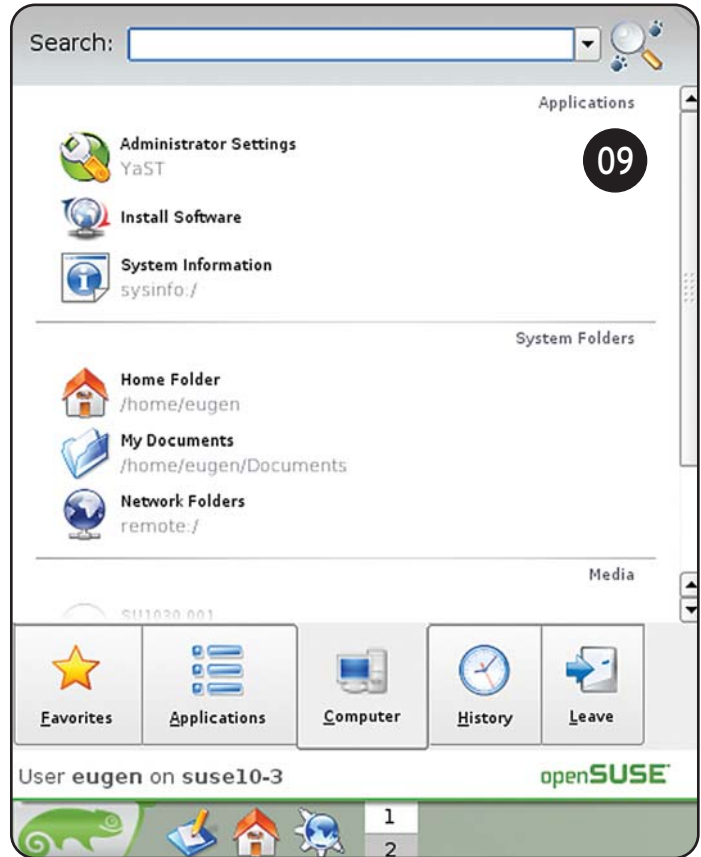 Search:
Applications
09
Administrator Settings
YaST
Install Software
System Information
sysinfo:/
System Folders
Home Folder
/home/eugen
My Documents
/home/eugen/Documents
Network Folders
remote:/
Media
SU1030.001
Favorites Applications Computer History Leave
User eugen on suse10-3 openSUSE
1
2